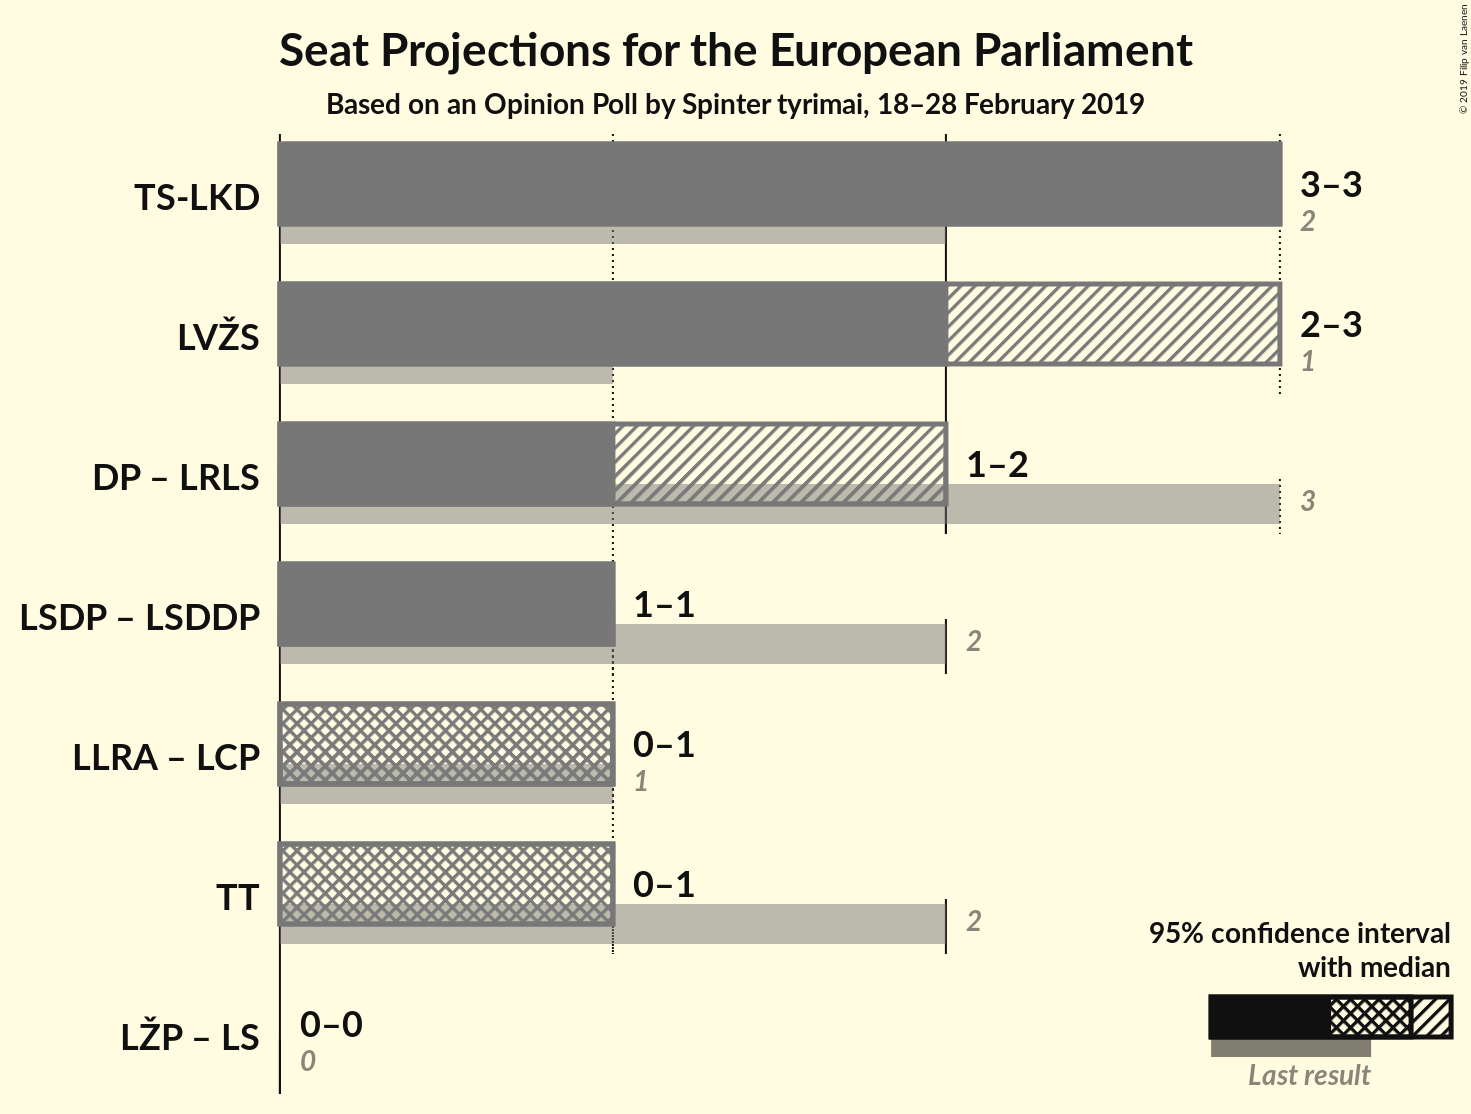 Seat Projections for the European Parliament
Based on an Opinion Poll by Spinter tyrimai, 18–28 February 2019
© 2019 Filip van Laenen
TS-LKD
3–3
2
LVŽS
2–3
1
DP – LRLS
1–2
3
LSDP – LSDDP
1–1
2
LLRA – LCP
0–1
1
TT
0–1
2
LŽP – LS
0–0
0
95% confidence interval
with median
Last result